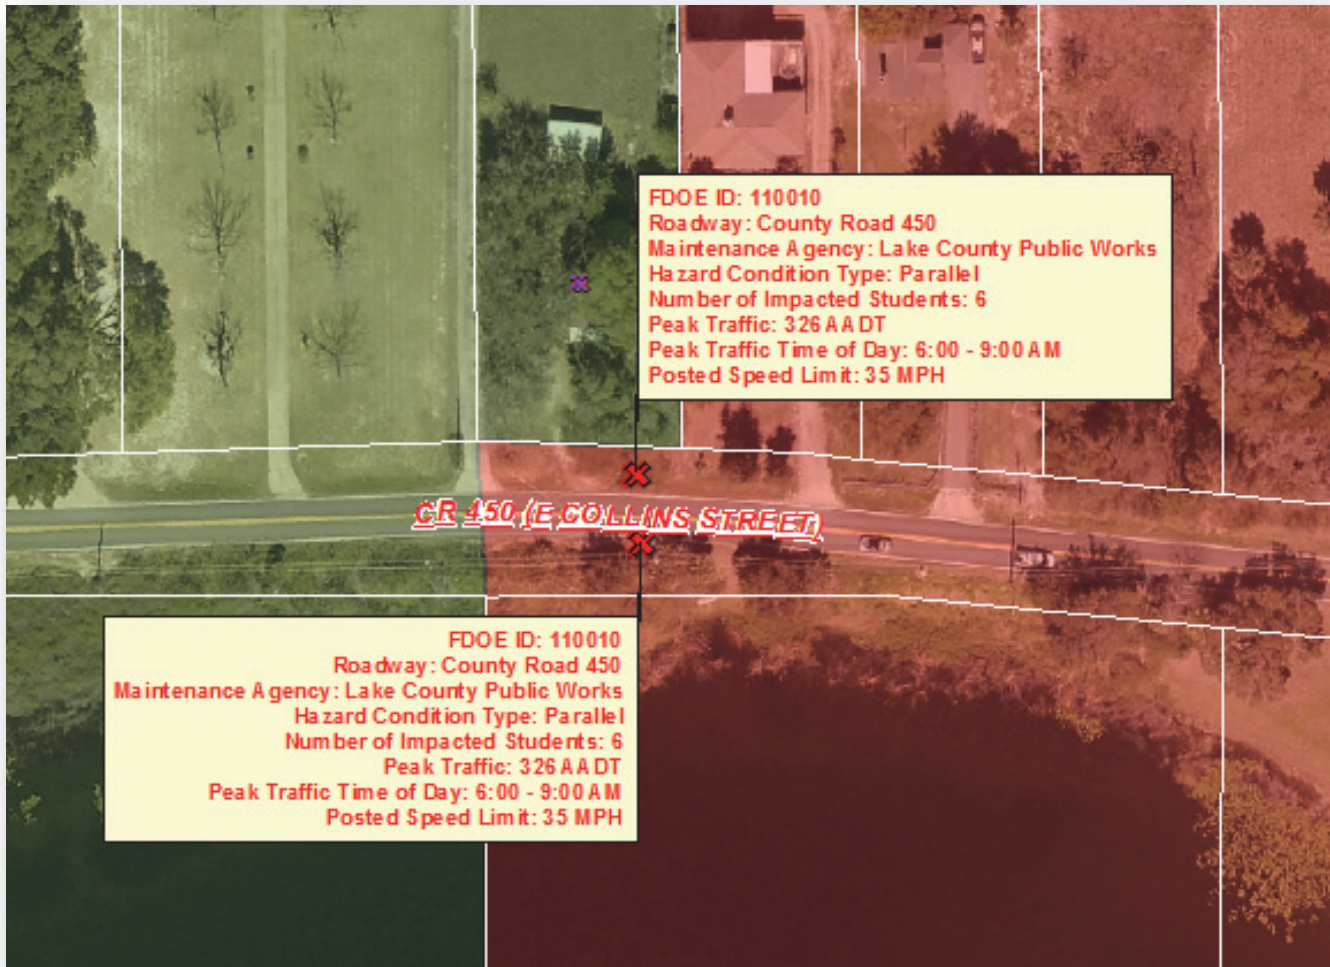 FDOE ID: 110010
Roadway: County Road 450
Maintenance Agency: Lake County Public Works
Hazard Condition Type: Parallel
Number of Impacted Students: 6
Peak Traffic: 326 AADT
Peak Traffic Time of Day: 6:00 - 9:00 AM
Posted Speed Limit: 35 MPH
CR 450 (E COLLINS STREET)
FDOE ID: 110010
Roadway: County Road 450
Maintenance Agency: Lake County Public Works
Hazard Condition Type: Parallel
Number of Impacted Students: 6
Peak Traffic: 326 AADT
Peak Traffic Time of Day: 6:00 - 9:00 AM
Posted Speed Limit: 35 MPH